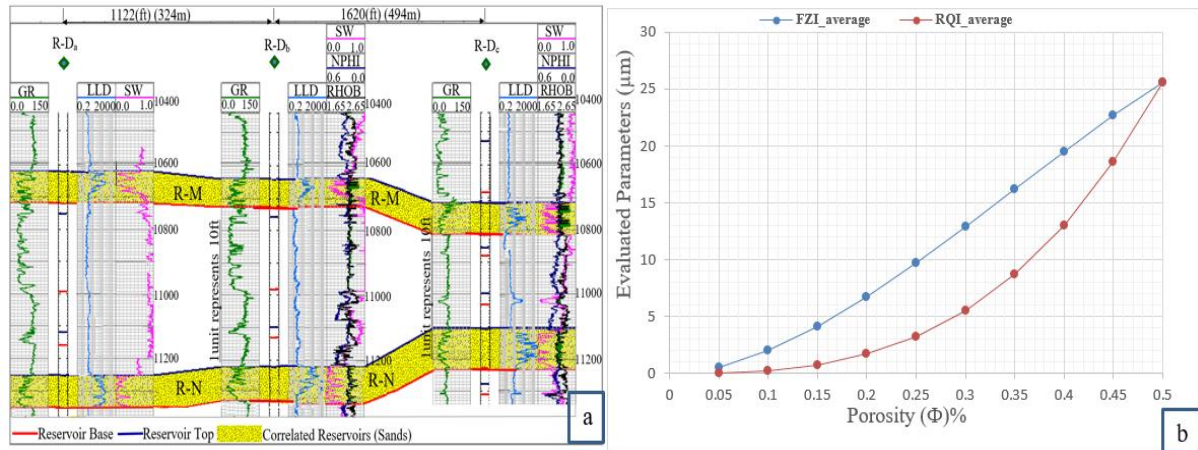 1122(ft) (324m) 1620(ft) (494m)
R-Da R-Db R-Dc
SW SW
0.0 1.0 0.0 1.0
NPHI NPHI
0.6 0.0 0.6 0.0
GR LLD SW GR LLD RHOB GR LLD RHOB
0.0 150 0.2 2000 0.0 1.0 0.0 150 0.2 2000 1.65 2.65 0.0 150 0.2 2000 1.65 2.65
10400 10400 10400
10600 10600 10600
R-M R-M R-M
10800 10800 10800
1unit represents 10ft 1unit represents 10ft
11000 11000 11000
11200 11200 11200
R-N R-N R-N
Reservoir Base Reservoir Top Correlated Reservoirs (Sands)
a
FZI_average RQI_average
Evaluated Parameters (μm)
30
25
20
15
10
5
0
0 0.05 0.1 0.15 0.2 0.25 0.3 0.35 0.4 0.45 0.5
Porosity (Φ)%
b